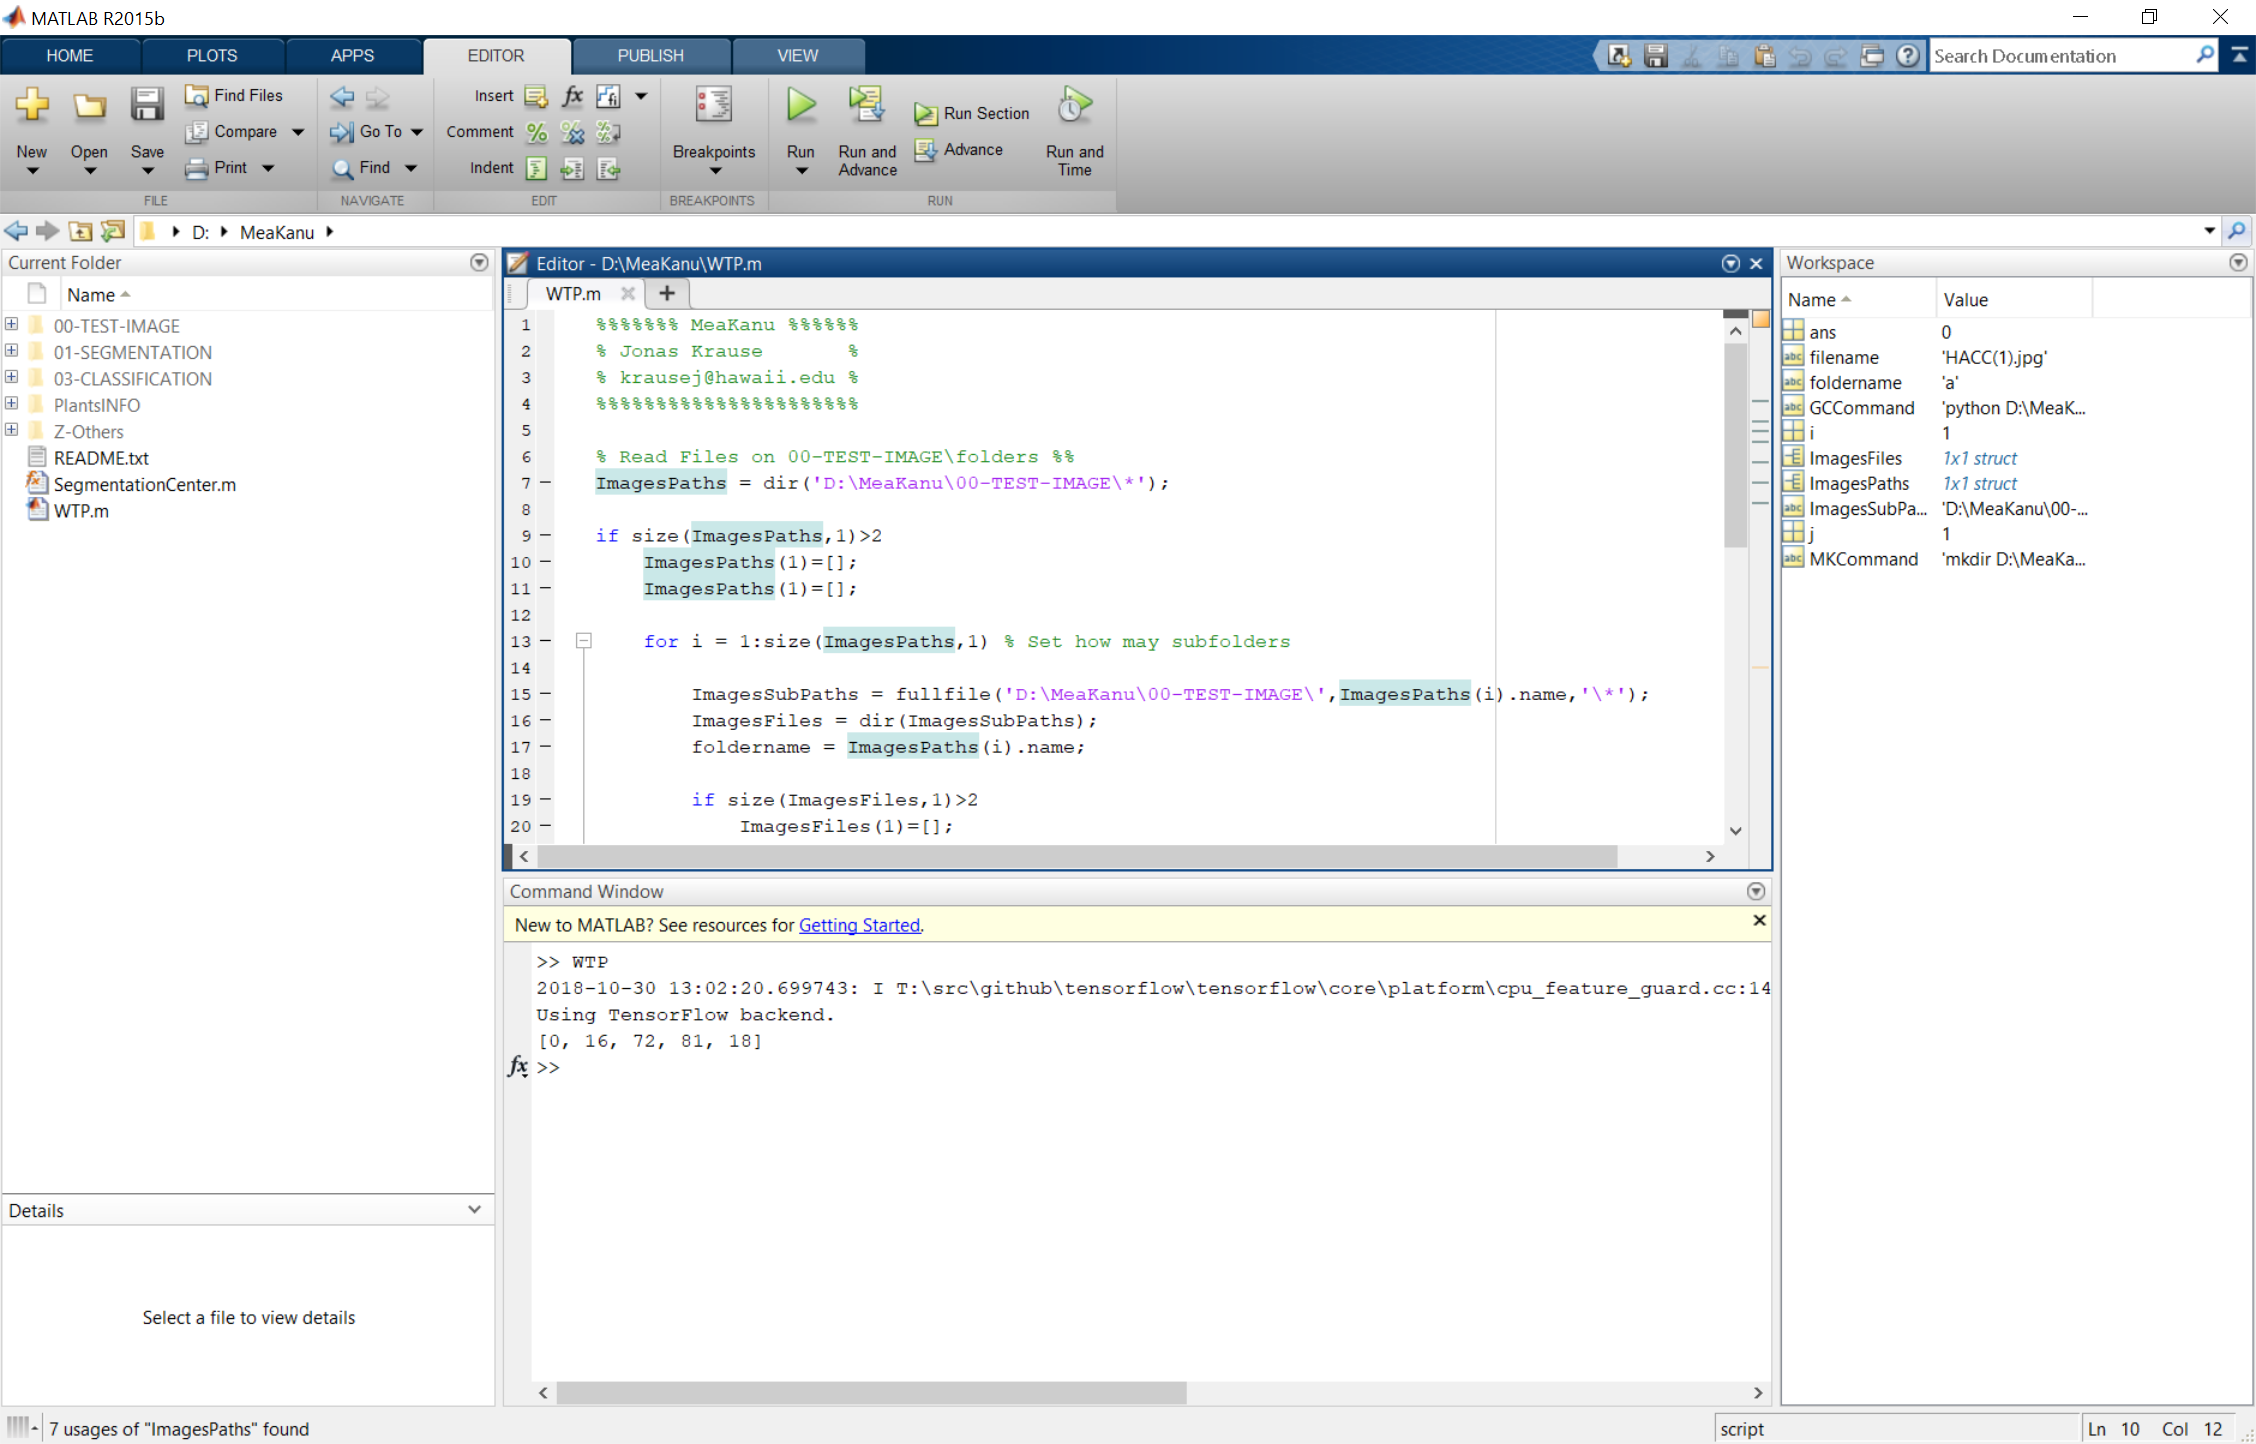 MATLAB R2015b
HOME PLOTS APPS EDITOR PUBLISH VIEW
Search Documentation
New
Open
Save
Find Files
Compare
Print
FILE
Go To
Find
NAVIGATE
Insert fx fi
Comment
Indent
EDIT
Breakpoints
BREAKPOINTS
Run
Run and
Advance
Run Section
Advance
Run and
Time
RUN
D: MeaKanu
Current Folder
Name
00-TEST-IMAGE
01-SEGMENTATION
03-CLASSIFICATION
PlantsINFO
Z-Others
README.txt
SegmentationCenter.m
WTP.m
Details
Select a file to view details
Editor - D:\MeaKanu\WTP.m
WTP.m
1 %%%%%%% MeaKanu %%%%%%
2 % Jonas Krause       %
3 % krausej@hawaii.edu %
4 %%%%%%%%%%%%%%%%%%%%%%
5
6 % Read Files on 00-TEST-IMAGE\folders %%
7 ImagesPaths = dir('D:\MeaKanu\00-TEST-IMAGE\*');
8
9 if size(ImagesPaths,1)>2
10 ImagesPaths(1)=[];
11 ImagesPaths(1)=[];
12
13 for i = 1:size(ImagesPaths,1) % Set how may subfolders
14
15 ImagesSubPaths = fullfile('D:\MeaKanu\00-TEST-IMAGE\',ImagesPaths(i).name,'\*');
16 ImagesFiles = dir(ImagesSubPaths);
17 foldername = ImagesPaths(i).name;
18
19 if size(ImagesFiles,1)>2
20 ImagesFiles(1)=[];
Command Window
New to MATLAB? See resources for Getting Started.
>> WTP
2018-10-30 13:02:20.699743: I T:\src\github\tensorflow\tensorflow\core\platform\cpu_feature_guard.cc:14
Using TensorFlow backend.
[0, 16, 72, 81, 18]
fx >>
Workspace
Name Value
ans 0
filename 'HACC(1).jpg'
foldername 'a'
GCCommand 'python D:\MeaK...
i 1
ImagesFiles 1x1 struct
ImagesPaths 1x1 struct
ImagesSubPa... 'D:\MeaKanu\00-...
j 1
MKCommand 'mkdir D:\MeaKa...
7 usages of "ImagesPaths" found
script
Ln 10 Col 12